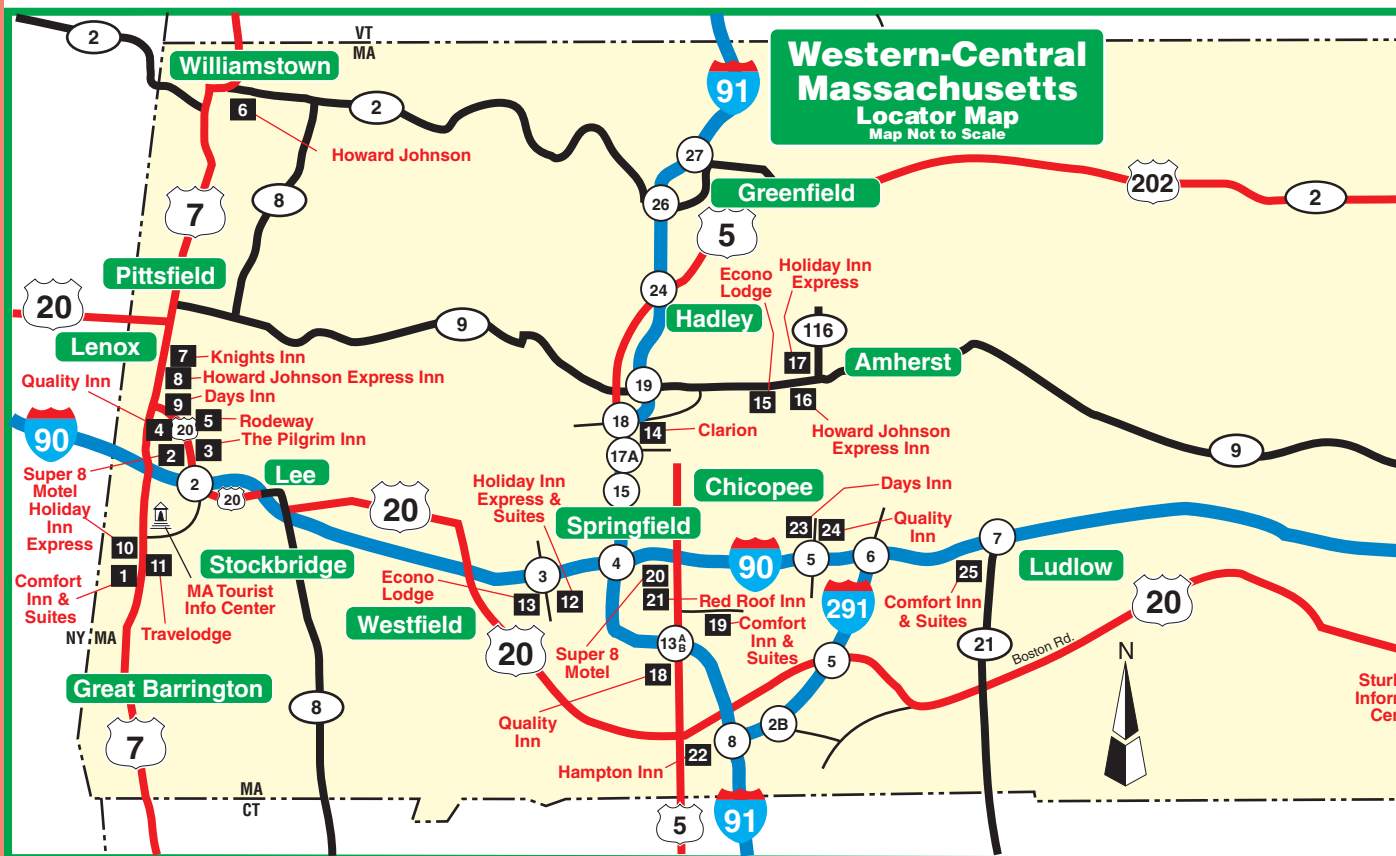 Western-Central
Massachusetts
Locator Map
Map Not to Scale
VT
MA
2
Williamstown
91
6
2
Howard Johnson
27
Greenfield
202
2
7
8
26
5
Pittsfield
20
24
Hadley
Econo
Lodge
Holiday Inn
Express
9
116
Lenox
7
Knights Inn
8
Howard Johnson Express Inn
17
Amherst
Quality Inn
9
Days Inn
19
15
16
90
4
20
5
Rodeway
18
14
Clarion
Howard Johnson
Express Inn
2
3
The Pilgrim Inn
17A
9
Super 8
Motel
Holiday
Inn
Express
2
20
Lee
20
15
Holiday Inn
Express &
Suites
Chicopee
Days Inn
Springfield
23
24
Quality
Inn
10
11
Stockbridge
3
4
90
5
6
7
Ludlow
1
Comfort
Inn &
Suites
MA Tourist
Info Center
Travelodge
Econo
Lodge
13
12
20
21
Red Roof Inn
291
25
Comfort Inn
& Suites
20
NY
MA
Westfield
19
Comfort
Inn &
Suites
20
Super 8
Motel
13
A
B
18
5
21
Boston Rd.
N
Great Barrington
8
Quality
Inn
7
8
2B
22
Hampton Inn
MA
CT
5
91